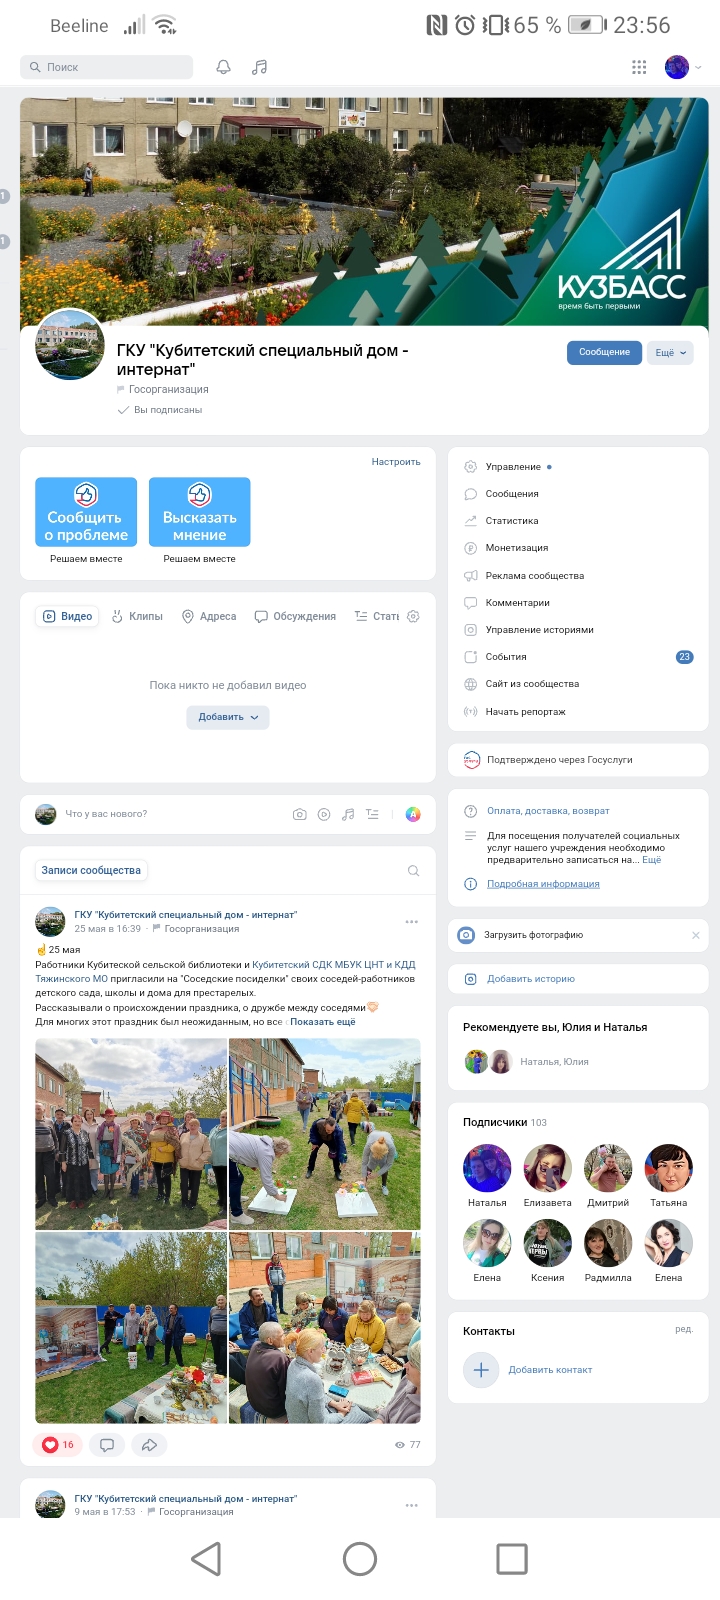 Beeline
65 %
23:56
Поиск
1
1
КУЗБАСС
время быть первыми
ГКУ "Кубитетский специальный дом -
интернат"
Госорганизация
Вы подписаны
Сообщение
Ещё
Настроить
Сообщить
о проблеме
Высказать
мнение
Решаем вместе
Решаем вместе
Видео
Клипы
Адреса
Обсуждения
Стать
Пока никто не добавил видео
Добавить
Что у вас нового?
Записи сообщества
ГКУ "Кубитетский специальный дом - интернат"
25 мая в 16:39 · Госорганизация
☝25 мая
Работники Кубитеской сельской библиотеки и Кубитетский СДК МБУК ЦНТ и КДД
Тяжинского МО пригласили на "Соседские посиделки" своих соседей-работников
детского сада, школы и дома для престарелых.
Рассказывали о происхождении праздника, о дружбе между соседями🤝
Для многих этот праздник был неожиданным, но все с Показать ещё
16
77
ГКУ "Кубитетский специальный дом - интернат"
9 мая в 17:53 · Госорганизация
Управление
Сообщения
Статистика
Монетизация
Реклама сообщества
Комментарии
Управление историями
События
23
Сайт из сообщества
Начать репортаж
Подтверждено через Госуслуги
Оплата, доставка, возврат
Для посещения получателей социальных
услуг нашего учреждения необходимо
предварительно записаться на... Ещё
Подробная информация
Загрузить фотографию
Добавить историю
Рекомендуете вы, Юлия и Наталья
Наталья, Юлия
Подписчики 103
Наталья
Елизавета
Дмитрий
Татьяна
Елена
Ксения
Радмилла
Елена
Контакты
ред.
Добавить контакт